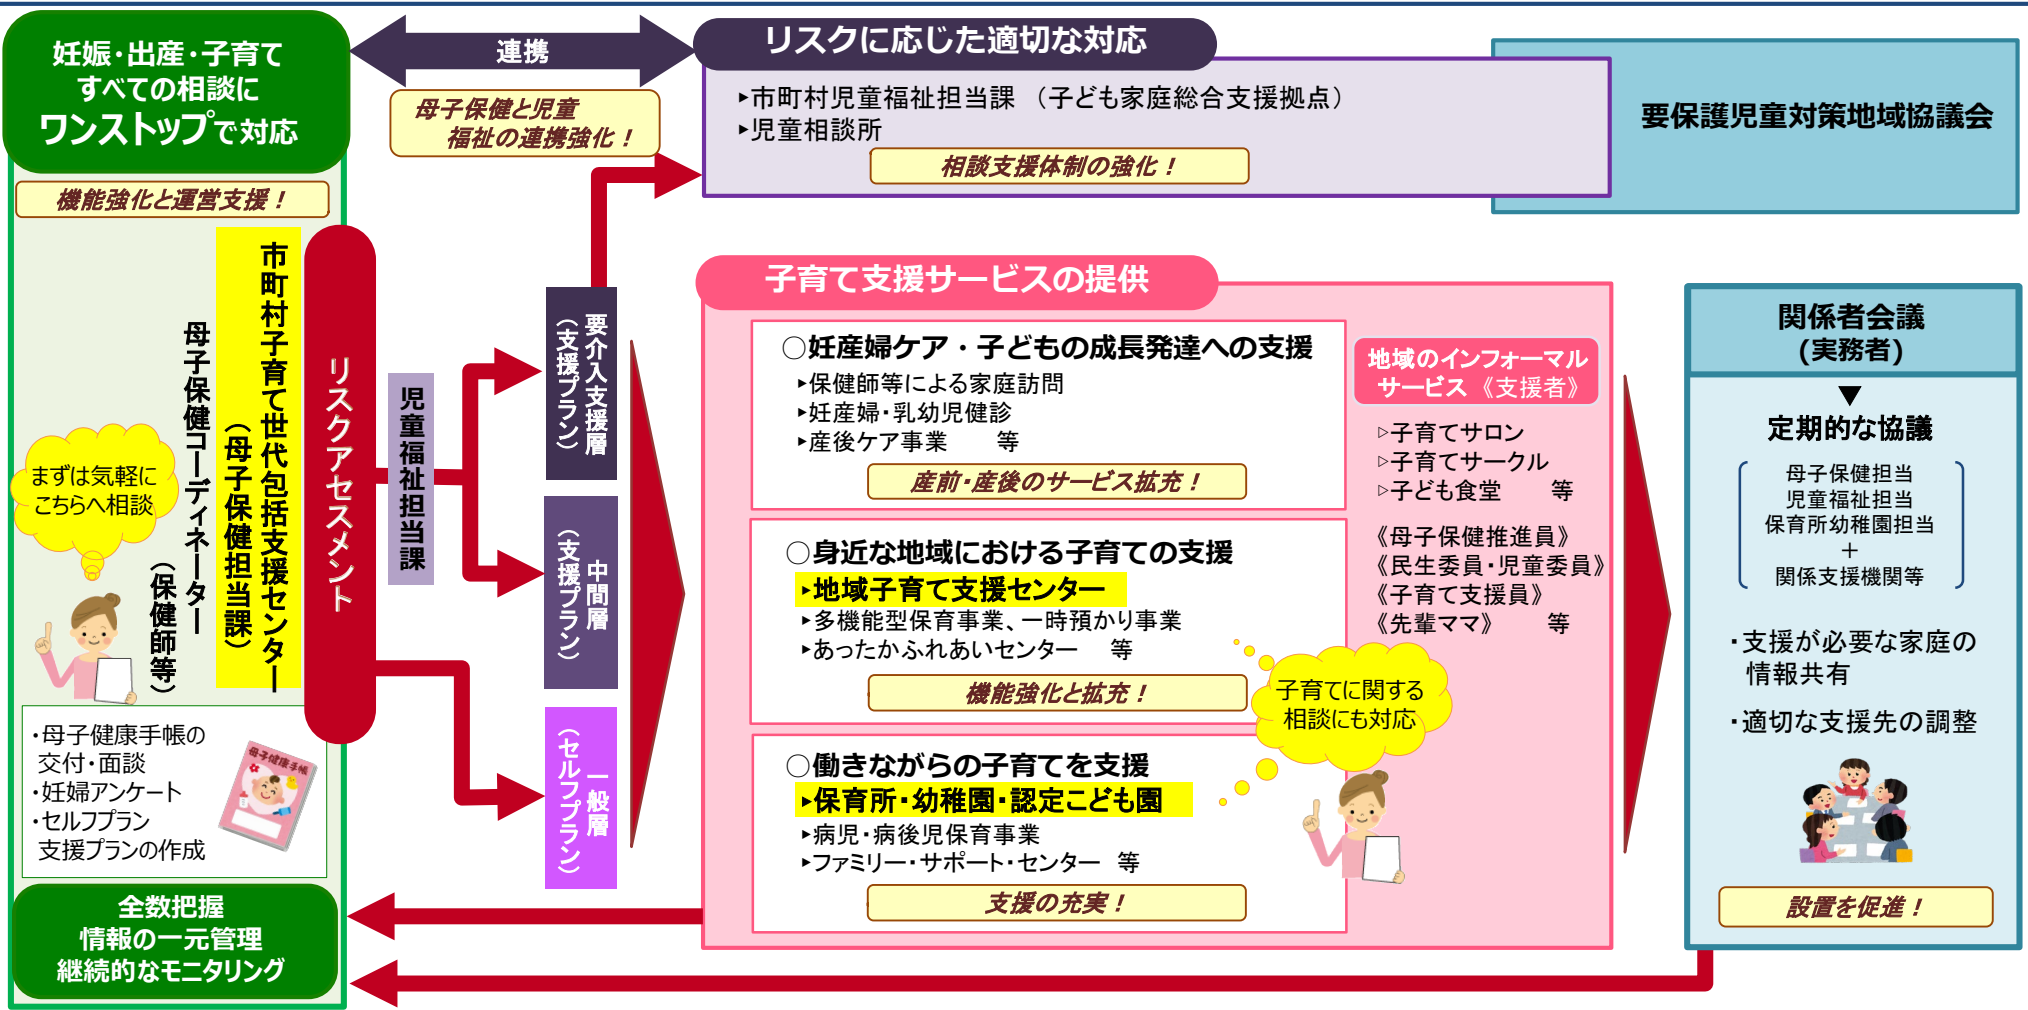 妊娠・出産・子育て
すべての相談に
ワンストップで対応
機能強化と運営支援！
市町村子育て世代包括支援センター
（母子保健担当課）
母子保健コーディネーター
（保健師等）
まずは気軽に
こちらへ相談
・母子健康手帳の
交付・面談
・妊婦アンケート
・セルフプラン
支援プランの作成
母子健康手帳
全数把握
情報の一元管理
継続的なモニタリング
リスクアセスメント
連携
母子保健と児童
福祉の連携強化！
児童福祉担当課
要介入支援層
（支援プラン）
中間層
（支援プラン）
一般層
（セルフプラン）
リスクに応じた適切な対応
▸市町村児童福祉担当課　（子ども家庭総合支援拠点）
▸児童相談所
相談支援体制の強化！
要保護児童対策地域協議会
子育て支援サービスの提供
○妊産婦ケア・子どもの成長発達への支援
▸保健師等による家庭訪問
▸妊産婦・乳幼児健診
▸産後ケア事業　　等
産前・産後のサービス拡充！
○身近な地域における子育ての支援
▸地域子育て支援センター
▸多機能型保育事業、一時預かり事業
▸あったかふれあいセンター　等
機能強化と拡充！
○働きながらの子育てを支援
▸保育所・幼稚園・認定こども園
▸病児・病後児保育事業
▸ファミリー・サポート・センター　等
支援の充実！
地域のインフォーマル
サービス《支援者》
▹子育てサロン
▹子育てサークル
▹子ども食堂　　等
《母子保健推進員》
《民生委員・児童委員》
《子育て支援員》
《先輩ママ》　　等
子育てに関する
相談にも対応
関係者会議
(実務者)
▼
定期的な協議
母子保健担当
児童福祉担当
保育所幼稚園担当
＋
関係支援機関等
・支援が必要な家庭の
情報共有
・適切な支援先の調整
設置を促進！